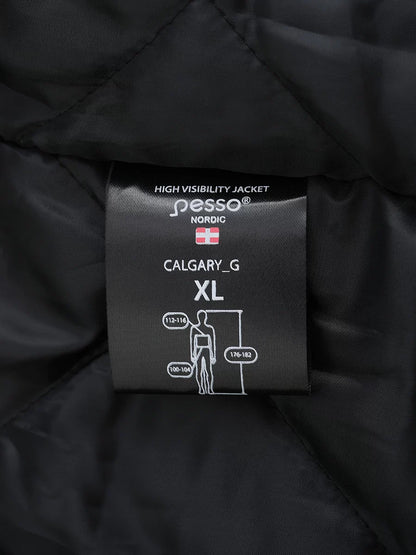 HIGH VISIBILITY JACKET
pesso®
NORDIC
CALGARY_G
XL
112-116
176-182
100-104